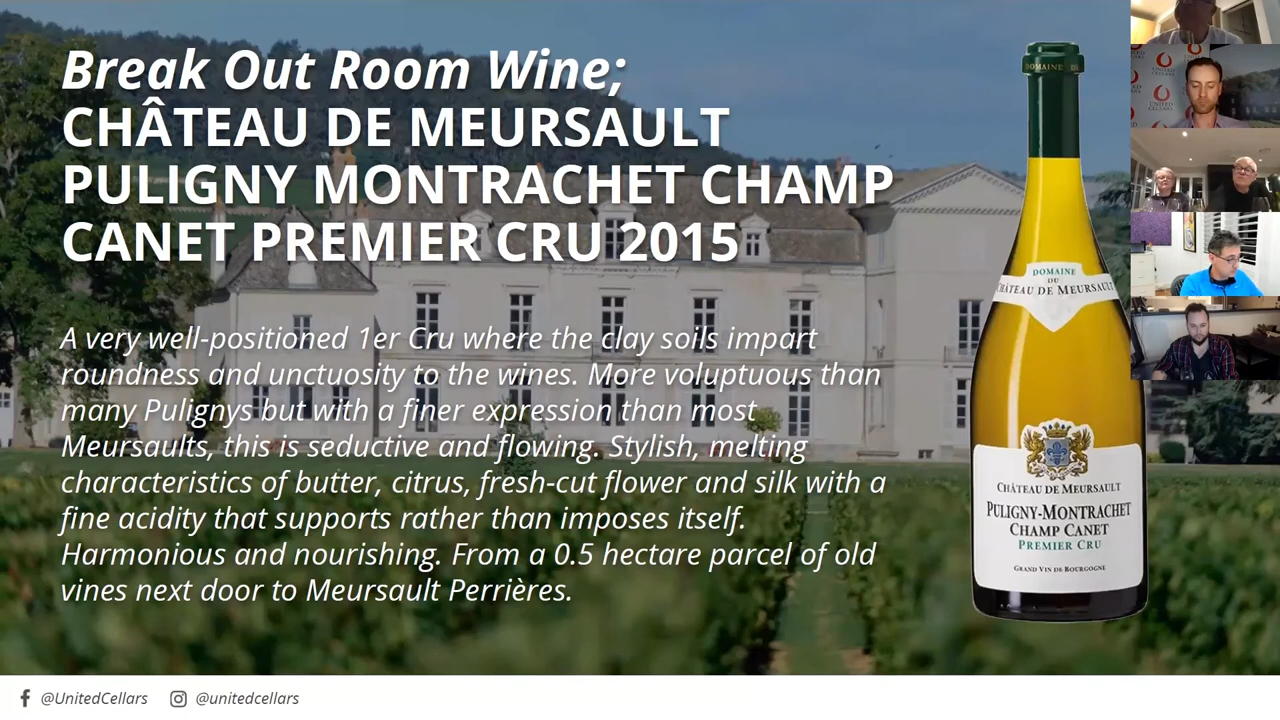 Break Out Room Wine;
CHÂTEAU DE MEURSAULT
PULIGNY MONTRACHET CHAMP
CANET PREMIER CRU 2015
A very well-positioned 1er Cru where the clay soils impart
roundness and unctuosity to the wines. More voluptuous than
many Pulignys but with a finer expression than most
Meursaults, this is seductive and flowing. Stylish, melting
characteristics of butter, citrus, fresh-cut flower and silk with a
fine acidity that supports rather than imposes itself.
Harmonious and nourishing. From a 0.5 hectare parcel of old
vines next door to Meursault Perrières.
DOMAINE
DOMAINE
DU
CHÂTEAU DE MEURSAULT
CHÂTEAU DE MEURSAULT
PULIGNY-MONTRACHET
CHAMP CANET
PREMIER CRU
GRAND VIN DE BOURGOGNE
UNITED
CELLARS
@UnitedCellars
@unitedcellars